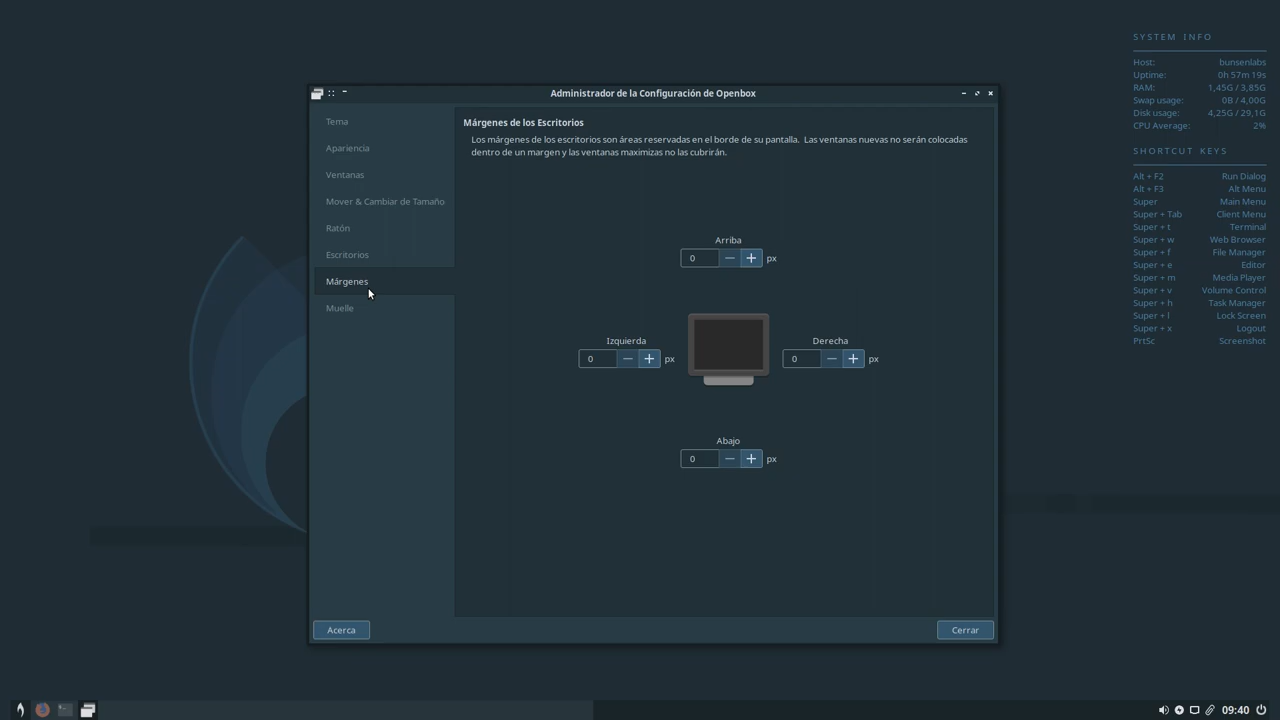 Administrador de la Configuración de Openbox
Tema
Apariencia
Ventanas
Mover & Cambiar de Tamaño
Ratón
Escritorios
Márgenes
Muelle
Márgenes de los Escritorios
Los márgenes de los escritorios son áreas reservadas en el borde de su pantalla. Las ventanas nuevas no serán colocadas
dentro de un margen y las ventanas maximizas no las cubrirán.
Arriba
0 px
Izquierda
0 px
Derecha
0 px
Abajo
0 px
Acerca
Cerrar
SYSTEM INFO
Host: bunsenlabs
Uptime: 0h 57m 19s
RAM: 1,45G / 3,85G
Swap usage: 0B / 4,00G
Disk usage: 4,25G / 29,1G
CPU Average: 2%
SHORTCUT KEYS
Alt + F2 Run Dialog
Alt + F3 Alt Menu
Super Main Menu
Super + Tab Client Menu
Super + t Terminal
Super + w Web Browser
Super + f File Manager
Super + e Editor
Super + m Media Player
Super + v Volume Control
Super + h Task Manager
Super + l Lock Screen
Super + x Logout
PrtSc Screenshot
09:40